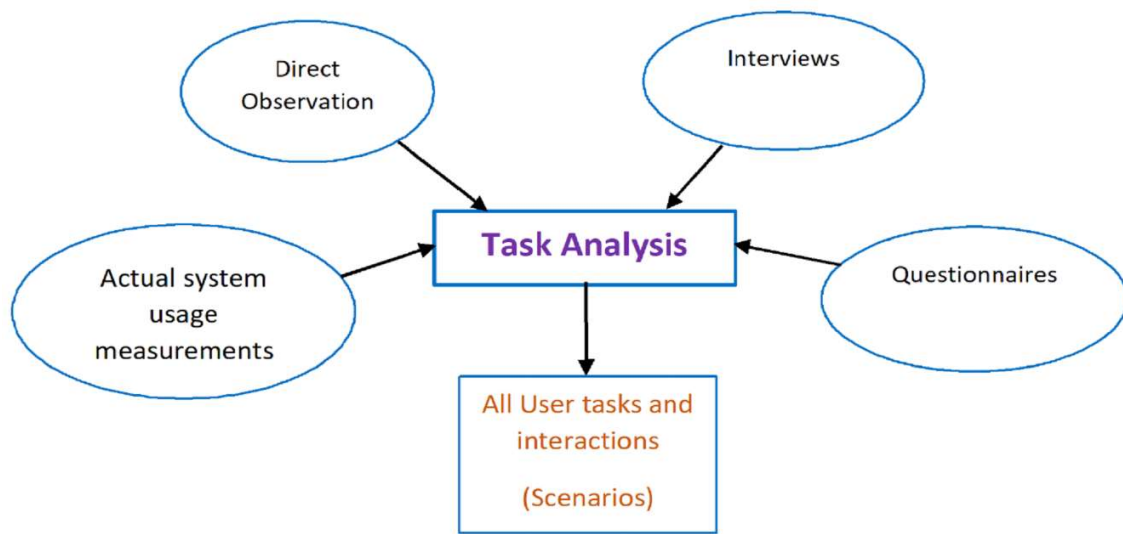 Direct
Observation
Interviews
Task Analysis
Actual system
usage
measurements
Questionnaires
All User tasks and
interactions
(Scenarios)